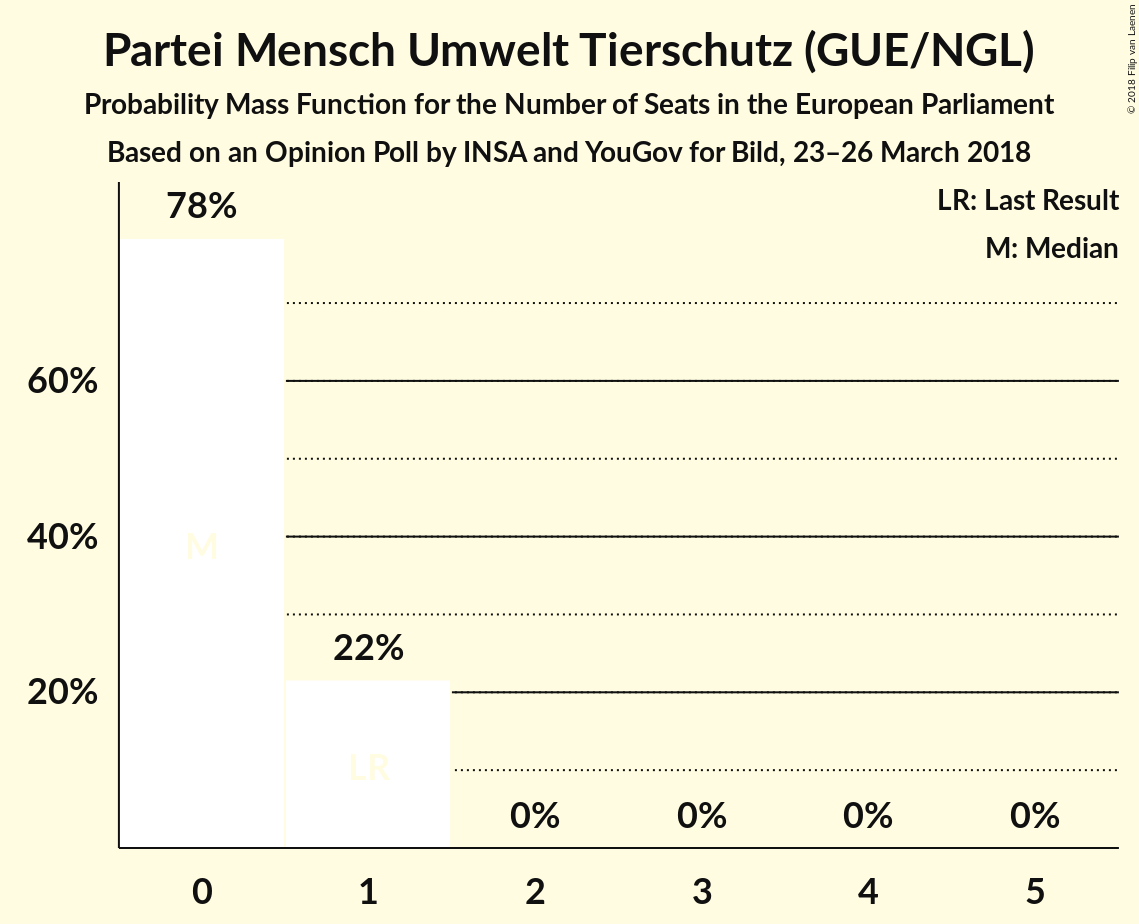 Partei Mensch Umwelt Tierschutz (GUE/NGL)
Probability Mass Function for the Number of Seats in the European Parliament
Based on an Opinion Poll by INSA and YouGov for Bild, 23–26 March 2018
© 2018 Filip van Laenen
LR: Last Result
M: Median
78%
60%
40%
20%
M
22%
LR
0% 0% 0% 0%
0 1 2 3 4 5